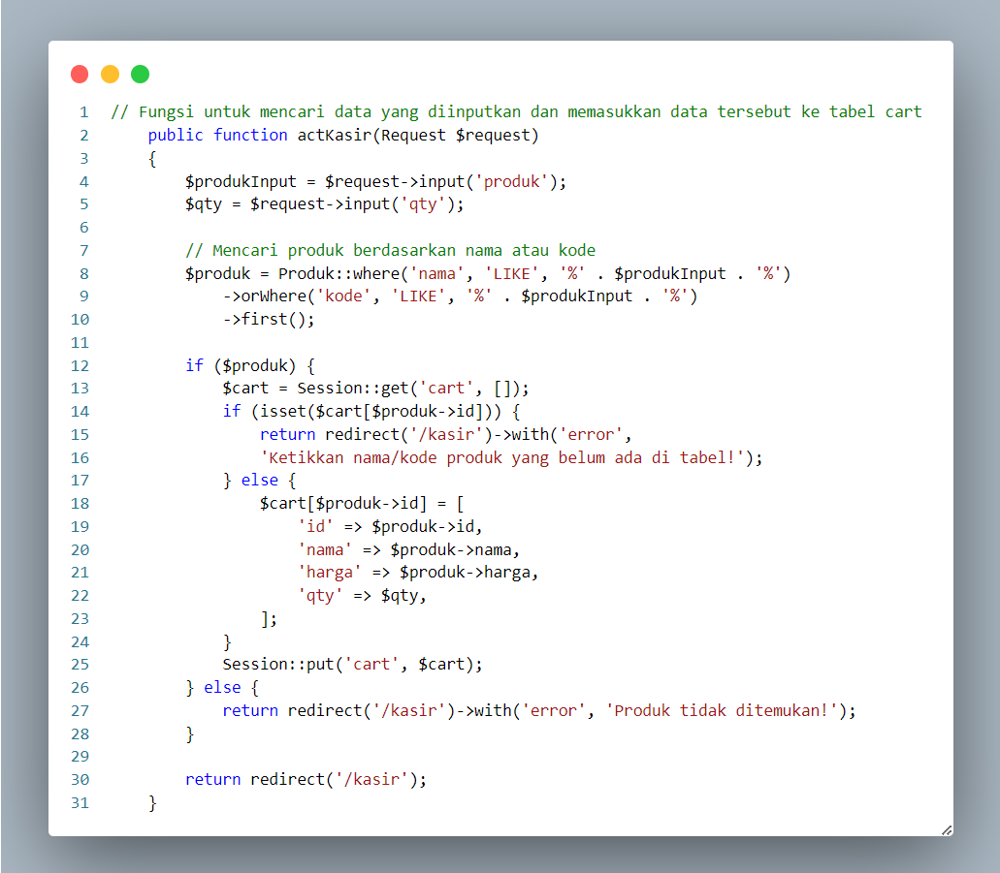 1 // Fungsi untuk mencari data yang diinputkan dan memasukkan data tersebut ke tabel cart
2     public function actKasir(Request $request)
3     {
4         $produkInput = $request->input('produk');
5         $qty = $request->input('qty');
6
7         // Mencari produk berdasarkan nama atau kode
8         $produk = Produk::where('nama', 'LIKE', '%' . $produkInput . '%')
9             ->orWhere('kode', 'LIKE', '%' . $produkInput . '%')
10             ->first();
11
12         if ($produk) {
13             $cart = Session::get('cart', []);
14             if (isset($cart[$produk->id])) {
15                 return redirect('/kasir')->with('error',
16                 'Ketikkan nama/kode produk yang belum ada di tabel!');
17             } else {
18                 $cart[$produk->id] = [
19                     'id' => $produk->id,
20                     'nama' => $produk->nama,
21                     'harga' => $produk->harga,
22                     'qty' => $qty,
23                 ];
24             }
25             Session::put('cart', $cart);
26         } else {
27             return redirect('/kasir')->with('error', 'Produk tidak ditemukan!');
28         }
29
30         return redirect('/kasir');
31     }